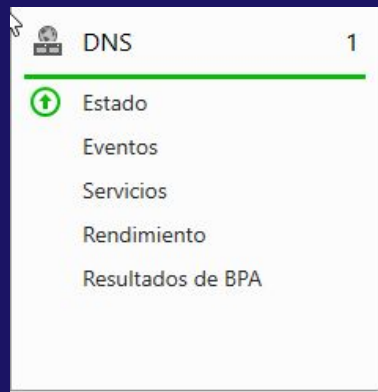 DNS 1
Estado
Eventos
Servicios
Rendimiento
Resultados de BPA